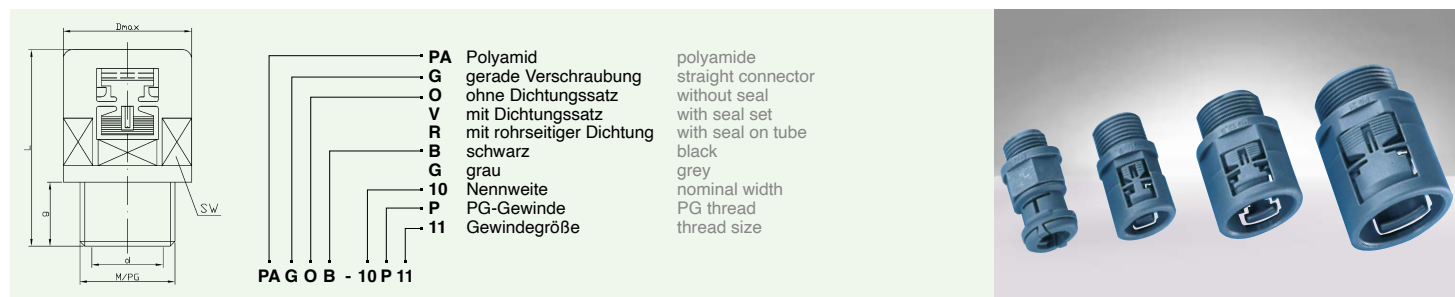 Dmax
L
g
SW
d
M/PG
PA Polyamid polyamide
G gerade Verschraubung straight connector
O ohne Dichtungssatz without seal
V mit Dichtungssatz with seal set
R mit rohrseitiger Dichtung with seal on tube
B schwarz black
G grau grey
10 Nennweite nominal width
P PG-Gewinde PG thread
11 Gewindegröße thread size
PA G O B - 10 P 11